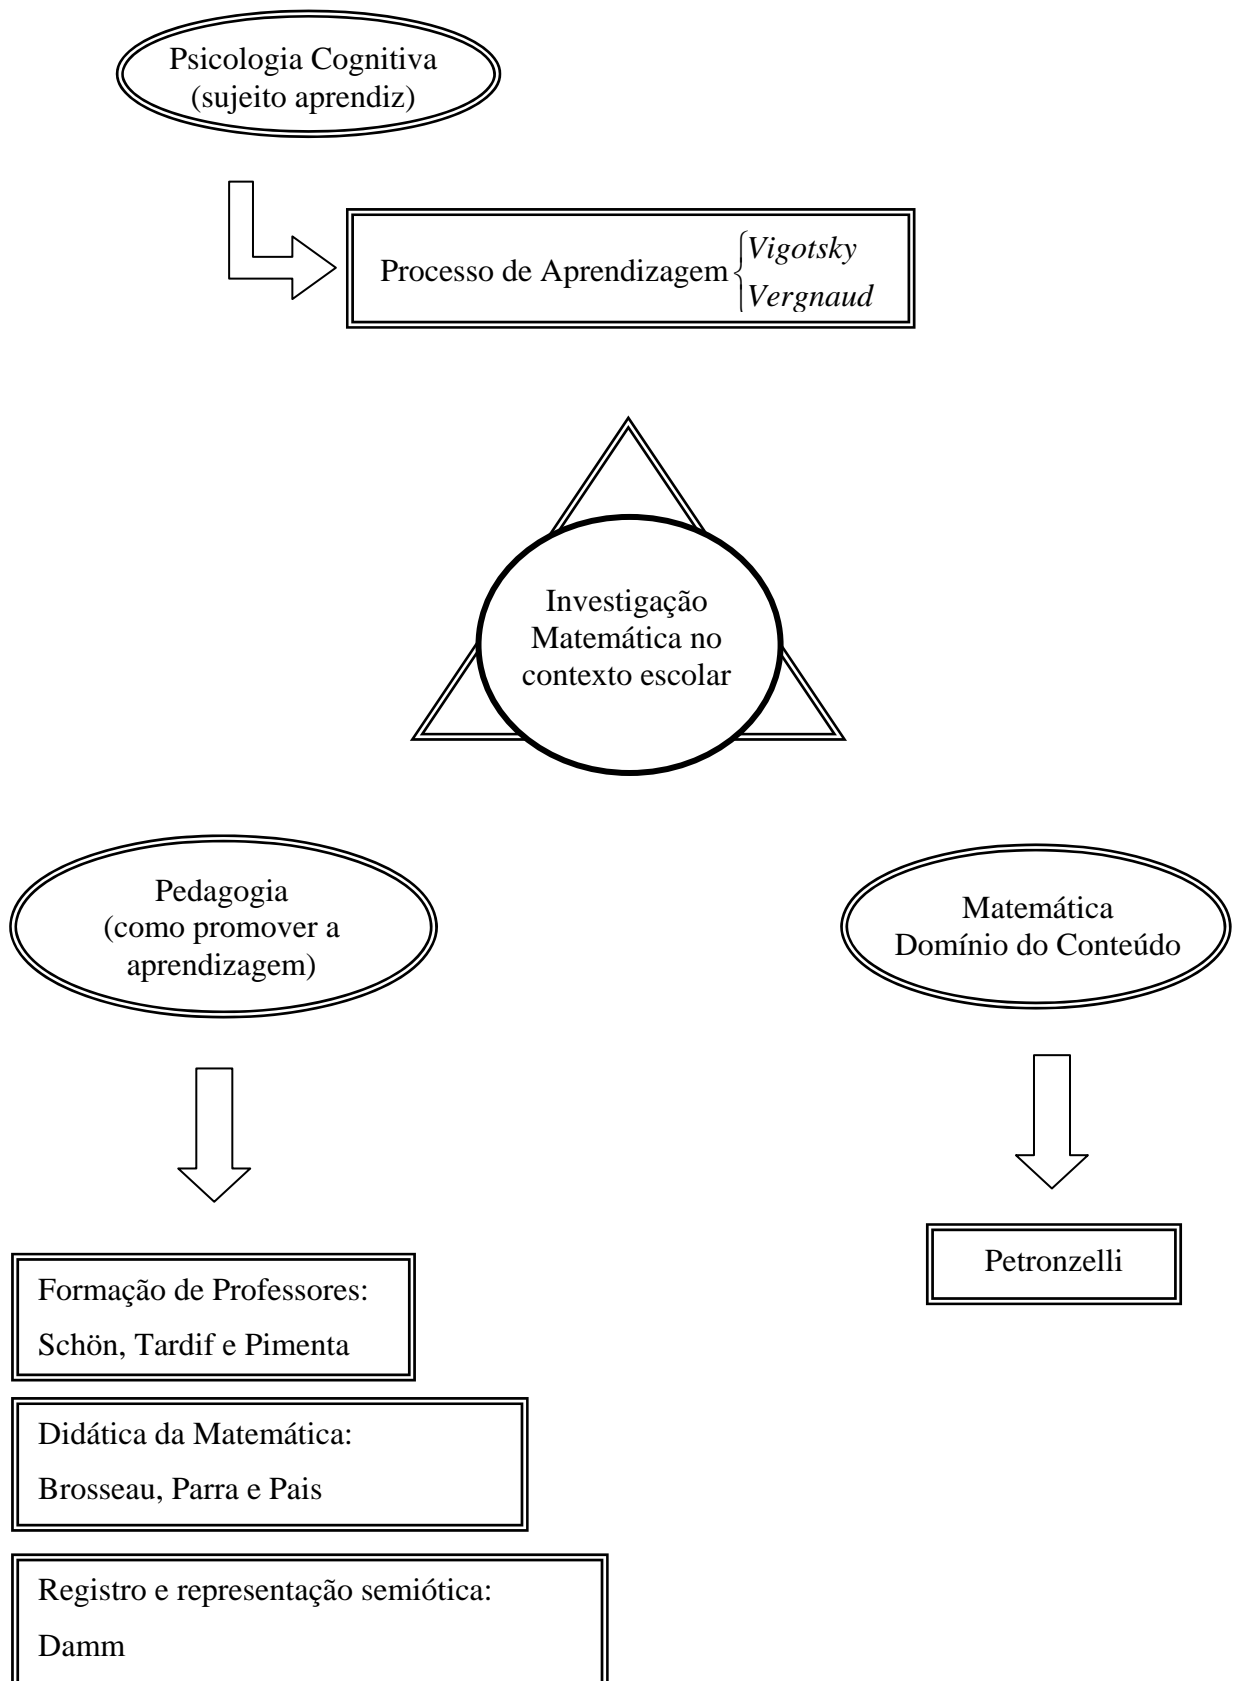 Psicologia Cognitiva
(sujeito aprendiz)
Processo de Aprendizagem
Vigotsky
Vergnaud
Investigação
Matemática no
contexto escolar
Pedagogia
(como promover a
aprendizagem)
Matemática
Domínio do Conteúdo
Petronzelli
Formação de Professores:
Schön, Tardif e Pimenta
Didática da Matemática:
Brosseau, Parra e Pais
Registro e representação semiótica:
Damm